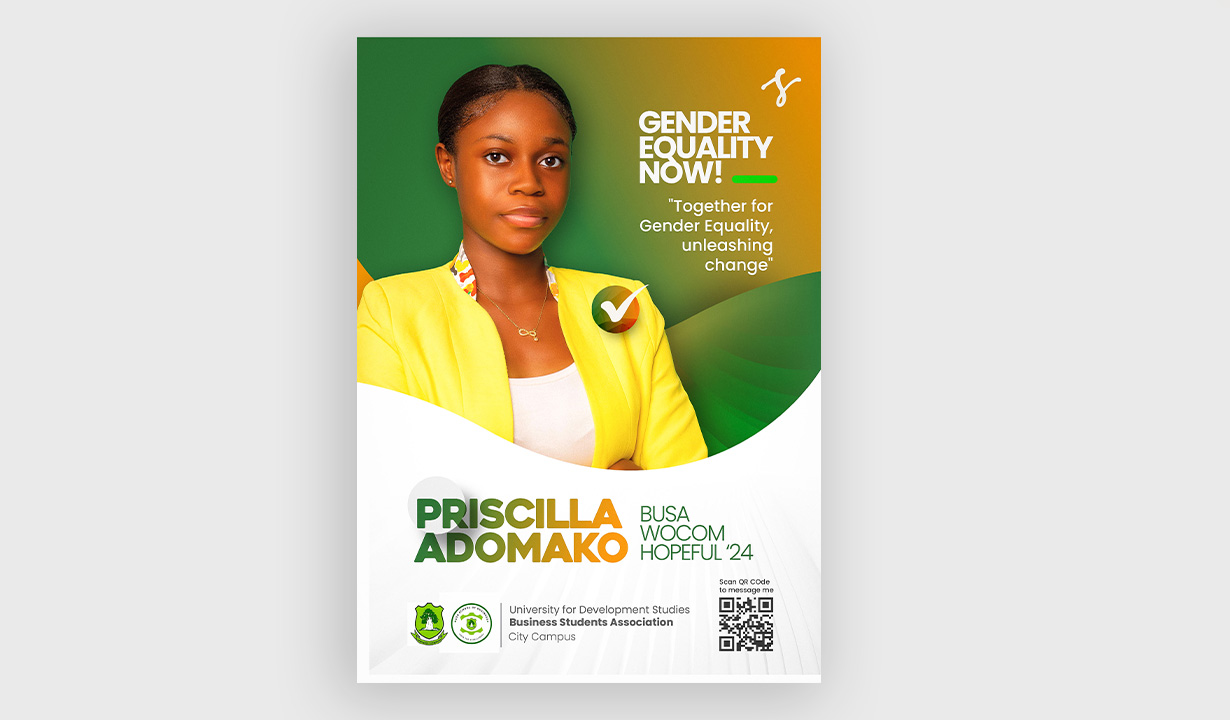 GENDER
EQUALITY
NOW!
"Together for
Gender Equality,
unleashing
change"
PRISCILLA
ADOMAKO
BUSA
WOCOM
HOPEFUL ‘24
Scan QR COde
to message me
University for Development Studies
Business Students Association
City Campus